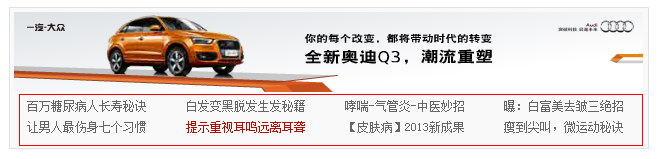 一汽-大众
你的每个改变，都将带动时代的转变
全新奥迪Q3，潮流重塑
Audi
百万糖尿病人长寿秘诀 白发变黑脱发生发秘籍 哮喘-气管炎-中医妙招 曝：白富美去皱三绝招
让男人最伤身七个习惯 提示重视耳鸣远离耳聋 【皮肤病】2013新成果 瘦到尖叫，微运动秘诀